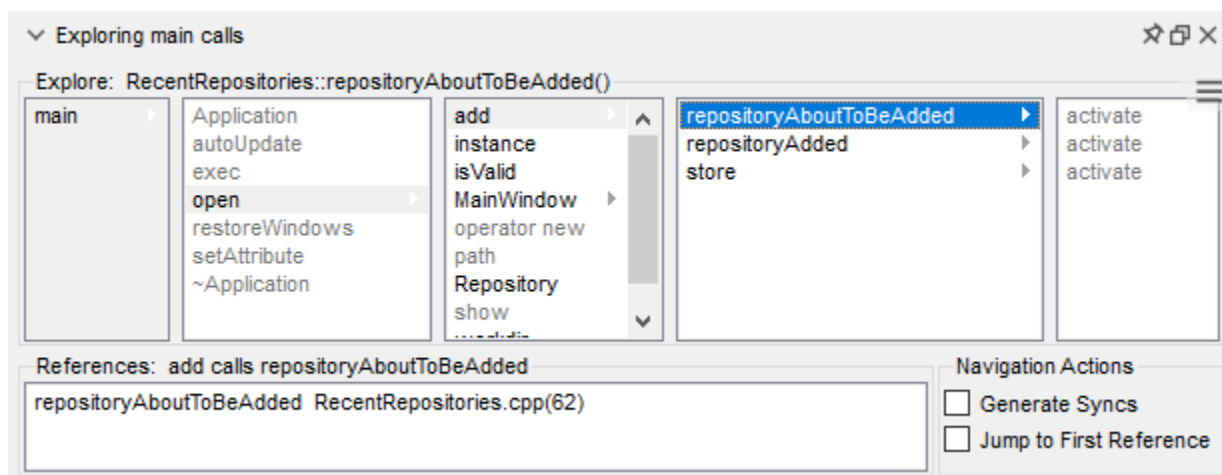 Exploring main calls
Explore: RecentRepositories::repositoryAboutToBeAdded()
main
Application
autoUpdate
exec
open
restoreWindows
setAttribute
~Application
add
instance
isValid
MainWindow
operator new
path
Repository
show
repositoryAboutToBeAdded
repositoryAdded
store
activate
activate
activate
References: add calls repositoryAboutToBeAdded
repositoryAboutToBeAdded RecentRepositories.cpp(62)
Navigation Actions
Generate Syncs
Jump to First Reference